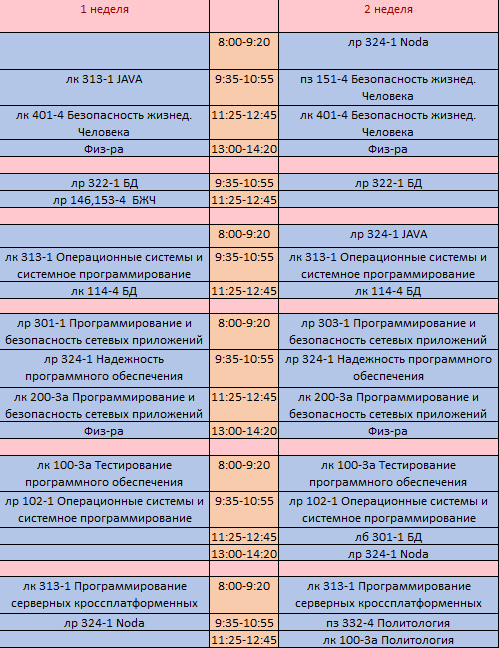 1 неделя 2 неделя
8:00-9:20 лр 324-1 Noda
лк 313-1 JAVA 9:35-10:55 пз 151-4 Безопасность жизнед.
Человека
лк 401-4 Безопасность жизнед. 11:25-12:45 лк 401-4 Безопасность жизнед.
Человека Человека
Физ-ра 13:00-14:20 Физ-ра
лр 322-1 БД 9:35-10:55 лр 322-1 БД
лр 146,153-4 БЖЧ 11:25-12:45
8:00-9:20 лр 324-1 JAVA
лк 313-1 Операционные системы и 9:35-10:55 лк 313-1 Операционные системы и
системное программирование системное программирование
лк 114-4 БД 11:25-12:45 лк 114-4 БД
лр 301-1 Программирование и 8:00-9:20 лр 303-1 Программирование и
безопасность сетевых приложений безопасность сетевых приложений
лр 324-1 Надежность 9:35-10:55 лр 324-1 Надежность программного
программного обеспечения обеспечения
лк 200-3а Программирование и 11:25-12:45 лк 200-3а Программирование и
безопасность сетевых приложений безопасность сетевых приложений
Физ-ра 13:00-14:20 Физ-ра
лк 100-3а Тестирование 8:00-9:20 лк 100-3а Тестирование
программного обеспечения программного обеспечения
лр 102-1 Операционные системы и 9:35-10:55 лр 102-1 Операционные системы и
системное программирование системное программирование
11:25-12:45 лб 301-1 БД
13:00-14:20 лр 324-1 Noda
лк 313-1 Программирование 8:00-9:20 лк 313-1 Программирование
серверных кроссплатформенных серверных кроссплатформенных
лр 324-1 Noda 9:35-10:55 пз 332-4 Политология
11:25-12:45 лк 100-3а Политология